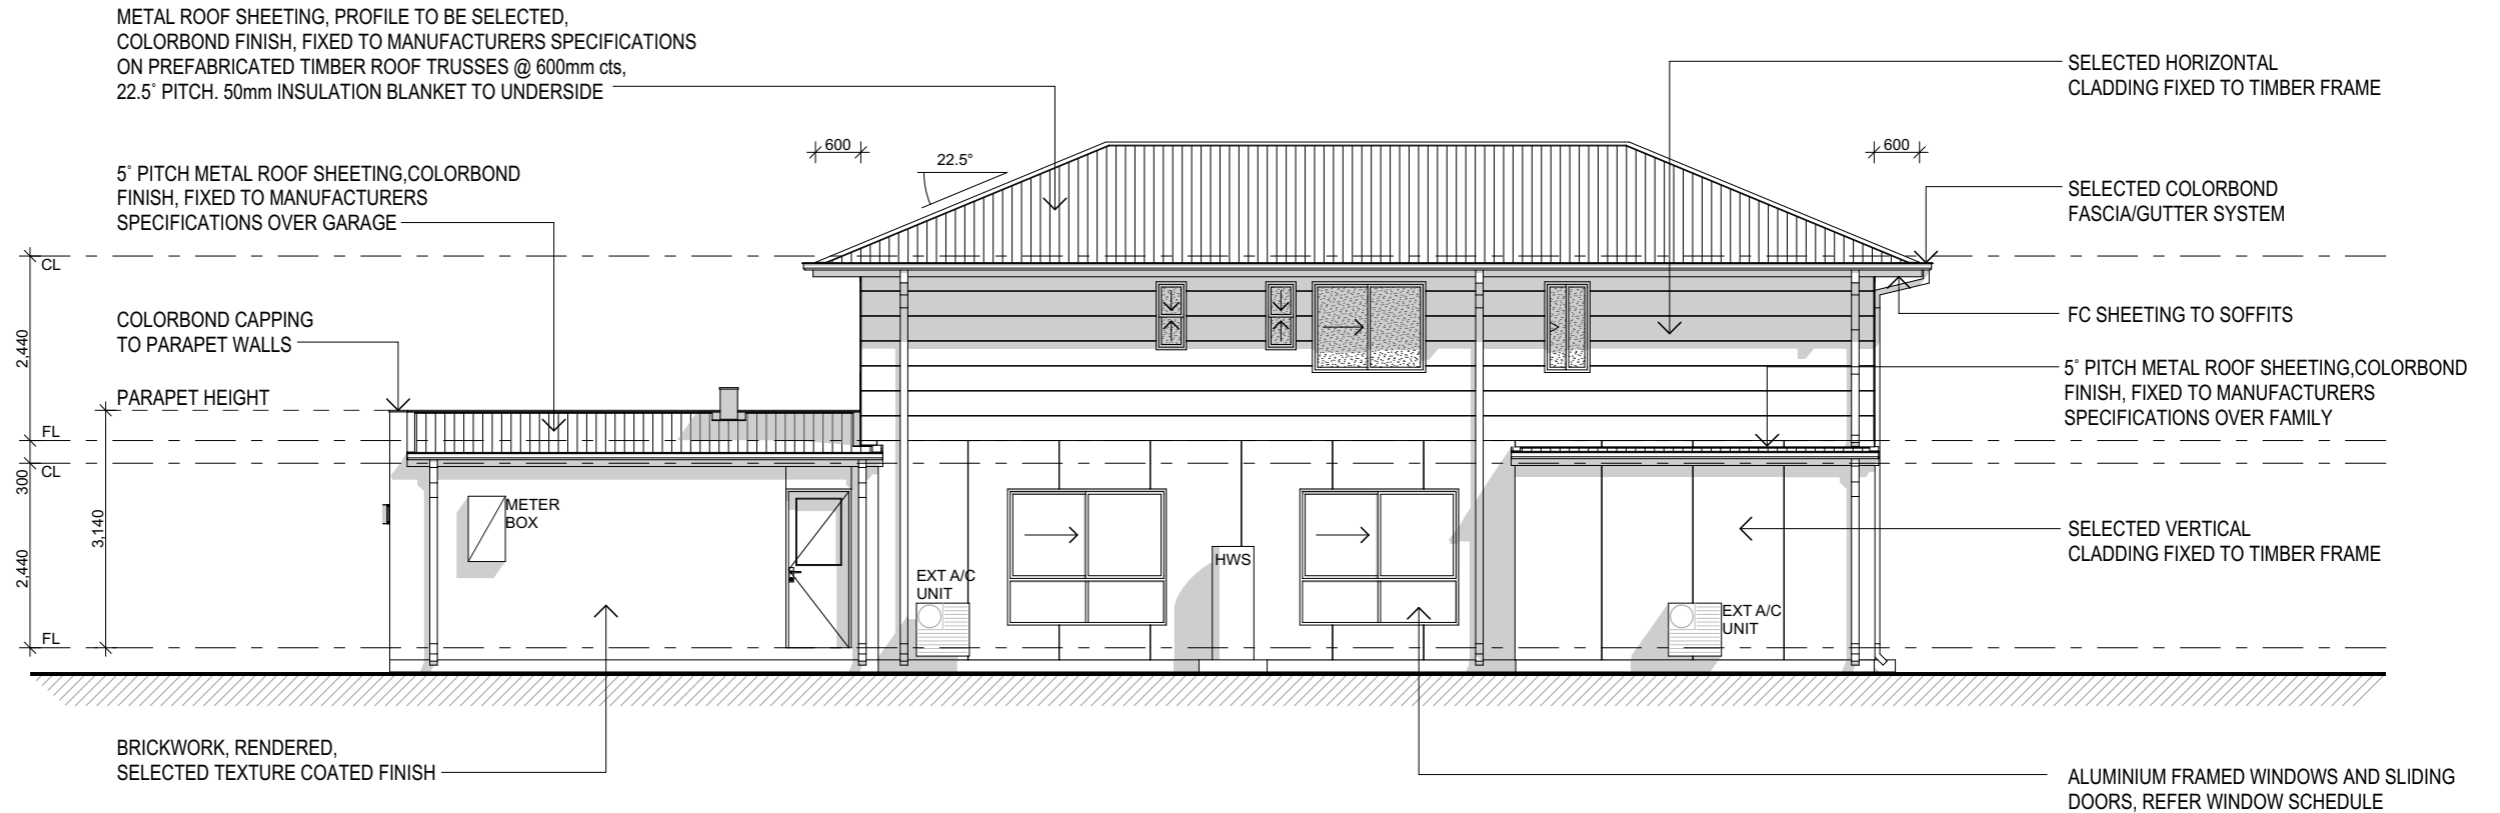 METAL ROOF SHEETING, PROFILE TO BE SELECTED,
COLORBOND FINISH, FIXED TO MANUFACTURERS SPECIFICATIONS
ON PREFABRICATED TIMBER ROOF TRUSSES @ 600mm cts,
22.5° PITCH. 50mm INSULATION BLANKET TO UNDERSIDE
SELECTED HORIZONTAL
CLADDING FIXED TO TIMBER FRAME
600
22.5°
600
5° PITCH METAL ROOF SHEETING,COLORBOND
FINISH, FIXED TO MANUFACTURERS
SPECIFICATIONS OVER GARAGE
SELECTED COLORBOND
FASCIA/GUTTER SYSTEM
CL
COLORBOND CAPPING
TO PARAPET WALLS
FC SHEETING TO SOFFITS
2,440
PARAPET HEIGHT
5° PITCH METAL ROOF SHEETING,COLORBOND
FINISH, FIXED TO MANUFACTURERS
SPECIFICATIONS OVER FAMILY
FL
CL
300
3,140
2,440
METER
BOX
HWS
EXT A/C
UNIT
EXT A/C
UNIT
SELECTED VERTICAL
CLADDING FIXED TO TIMBER FRAME
FL
BRICKWORK, RENDERED,
SELECTED TEXTURE COATED FINISH
ALUMINIUM FRAMED WINDOWS AND SLIDING
DOORS, REFER WINDOW SCHEDULE